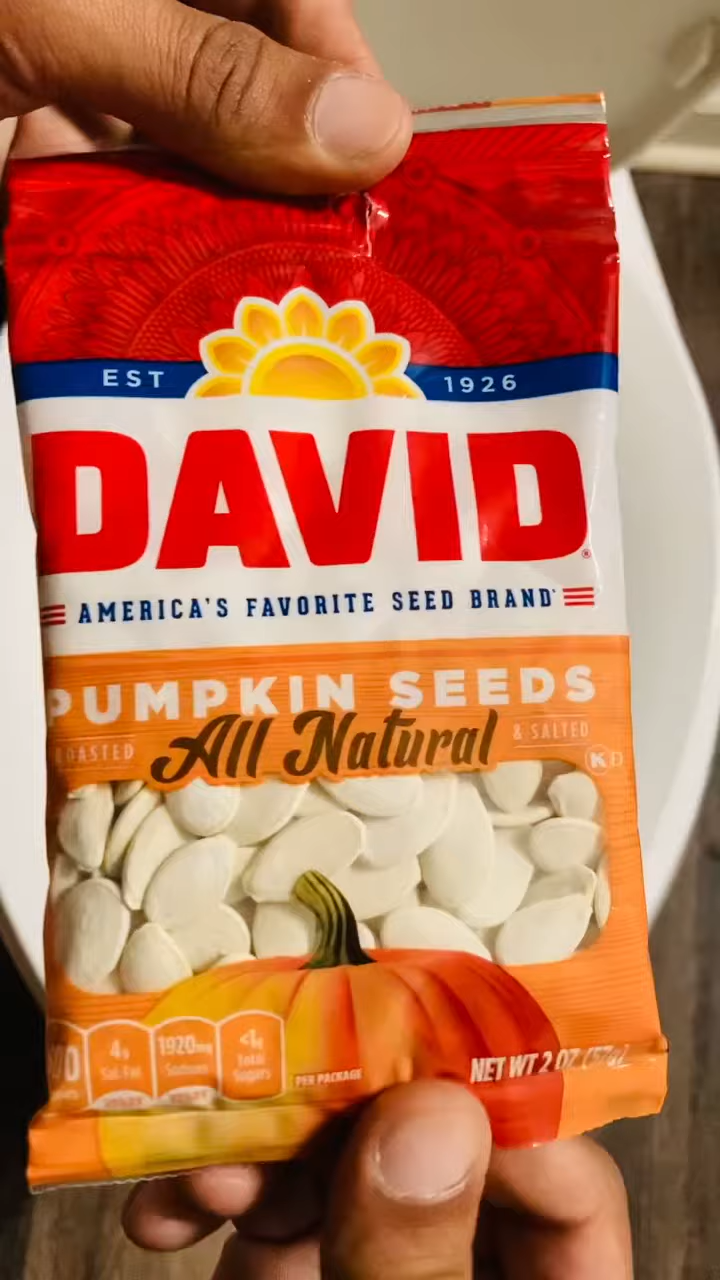 EST 1926
DAVID®
AMERICA'S FAVORITE SEED BRAND
PUMPKIN SEEDS
ROASTED All Natural & SALTED
K D
4g 1920mg <1g
Sat. Fat Sodium Total
Sugars
PER PACKAGE
NET WT 2 OZ (57g)